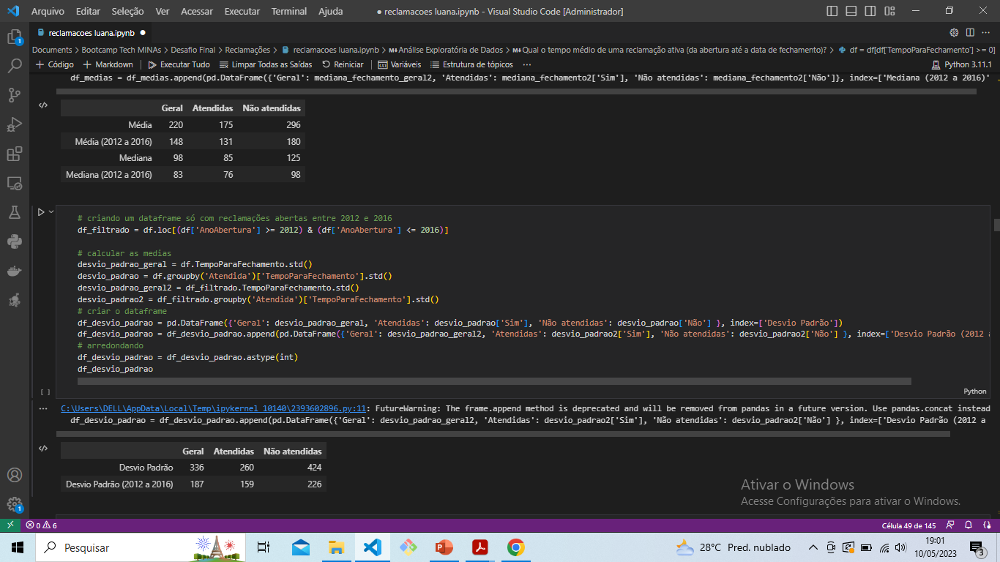 Arquivo Editar Seleção Ver Acessar Executar Terminal Ajuda ● reclamacoes luana.ipynb - Visual Studio Code [Administrador]
reclamacoes luana.ipynb ●
Documents > Bootcamp Tech MINAs > Desafio Final > Reclamações > reclamacoes luana.ipynb > Análise Exploratória de Dados > Qual o tempo médio de uma reclamação ativa (da abertura até a data de fechamento)? > df = df[df['TempoParaFechamento'] >= 0]
+ Código + Markdown Executar Tudo Limpar Todas as Saídas Reiniciar Variáveis Estrutura de tópicos ··· Python 3.11.1
df_medias = df_medias.append(pd.DataFrame({'Geral': mediana_fechamento_geral2, 'Atendidas': mediana_fechamento2['Sim'], 'Não atendidas': mediana_fechamento2['Não']}, index=['Mediana (2012 a 2016)'
Geral Atendidas Não atendidas
Média 220 175 296
Média (2012 a 2016) 148 131 180
Mediana 98 85 125
Mediana (2012 a 2016) 83 76 98
# criando um dataframe só com reclamações abertas entre 2012 e 2016
df_filtrado = df.loc[(df['AnoAbertura'] >= 2012) & (df['AnoAbertura'] <= 2016)]
# calcular as medias
desvio_padrao_geral = df.TempoParaFechamento.std()
desvio_padrao = df.groupby('Atendida')['TempoParaFechamento'].std()
desvio_padrao_geral2 = df_filtrado.TempoParaFechamento.std()
desvio_padrao2 = df_filtrado.groupby('Atendida')['TempoParaFechamento'].std()
# criar o dataframe
df_desvio_padrao = pd.DataFrame({'Geral': desvio_padrao_geral, 'Atendidas': desvio_padrao['Sim'], 'Não atendidas': desvio_padrao['Não'] }, index=['Desvio Padrão'])
df_desvio_padrao = df_desvio_padrao.append(pd.DataFrame({'Geral': desvio_padrao_geral2, 'Atendidas': desvio_padrao2['Sim'], 'Não atendidas': desvio_padrao2['Não'] }, index=['Desvio Padrão (2012 a
# arredondando
df_desvio_padrao = df_desvio_padrao.astype(int)
df_desvio_padrao
[ ] Python
C:\Users\DELL\AppData\Local\Temp\ipykernel_10140\2393602896.py:11: FutureWarning: The frame.append method is deprecated and will be removed from pandas in a future version. Use pandas.concat instead
df_desvio_padrao = df_desvio_padrao.append(pd.DataFrame({'Geral': desvio_padrao_geral2, 'Atendidas': desvio_padrao2['Sim'], 'Não atendidas': desvio_padrao2['Não'] }, index=['Desvio Padrão (2012 a
Geral Atendidas Não atendidas
Desvio Padrão 336 260 424
Desvio Padrão (2012 a 2016) 187 159 226
Ativar o Windows
Acesse Configurações para ativar o Windows.
0 6 Célula 49 de 145
Pesquisar 28°C Pred. nublado 19:01
10/05/2023 3